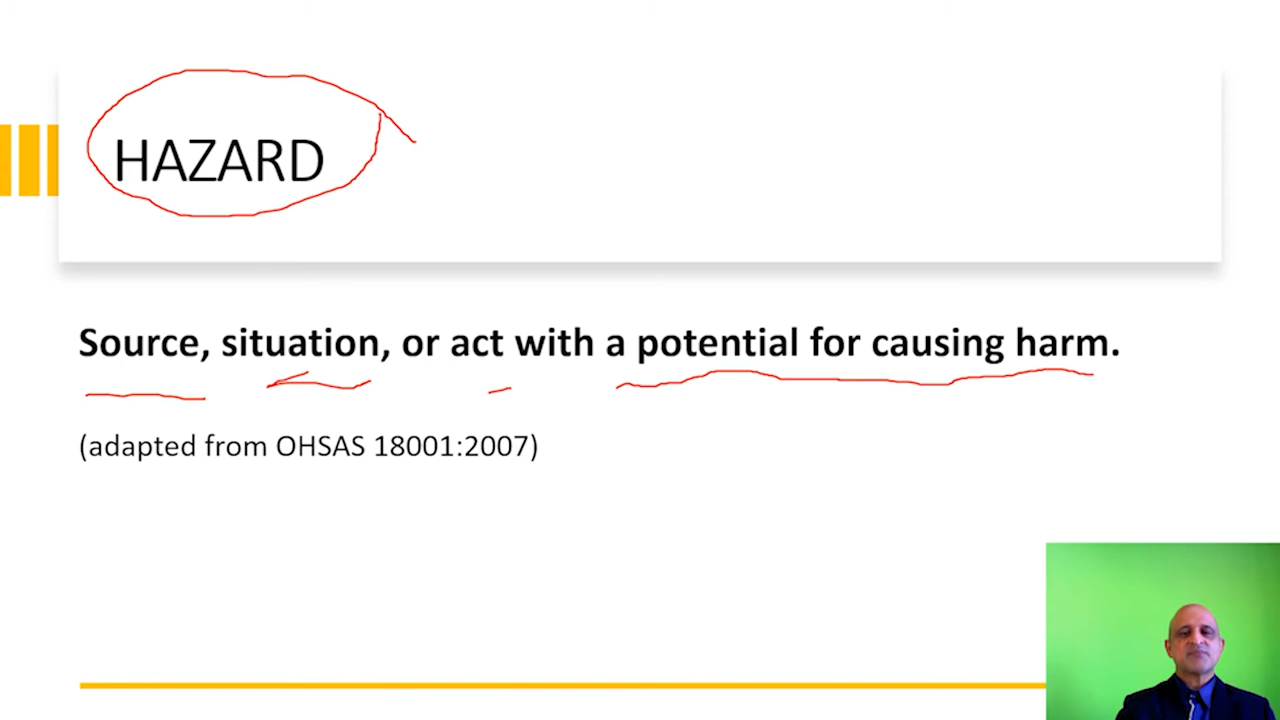 HAZARD
Source, situation, or act with a potential for causing harm.
(adapted from OHSAS 18001:2007)